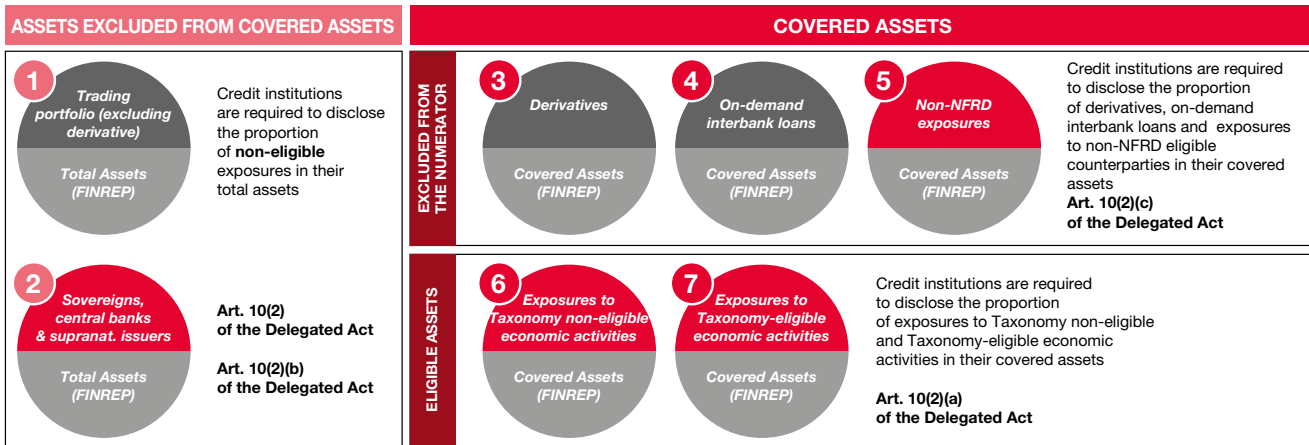 ASSETS EXCLUDED FROM COVERED ASSETS
1
Trading
portfolio (excluding
derivative)
Total Assets
(FINREP)
Credit institutions
are required to disclose
the proportion
of non-eligible
exposures in their
total assets
2
Sovereigns,
central banks
& supranat. issuers
Total Assets
(FINREP)
Art. 10(2)
of the Delegated Act
Art. 10(2)(b)
of the Delegated Act
COVERED ASSETS
EXCLUDED FROM
THE NUMERATOR
3
Derivatives
Covered Assets
(FINREP)
4
On-demand
interbank loans
Covered Assets
(FINREP)
5
Non-NFRD
exposures
Covered Assets
(FINREP)
Credit institutions are required
to disclose the proportion
of derivatives, on-demand
interbank loans and exposures
to non-NFRD eligible
counterparties in their covered
assets
Art. 10(2)(c)
of the Delegated Act
ELIGIBLE ASSETS
6
Exposures to
Taxonomy non-eligible
economic activities
Covered Assets
(FINREP)
7
Exposures to
Taxonomy-eligible
economic activities
Covered Assets
(FINREP)
Credit institutions are required
to disclose the proportion
of exposures to Taxonomy non-eligible
and Taxonomy-eligible economic
activities in their covered assets
Art. 10(2)(a)
of the Delegated Act